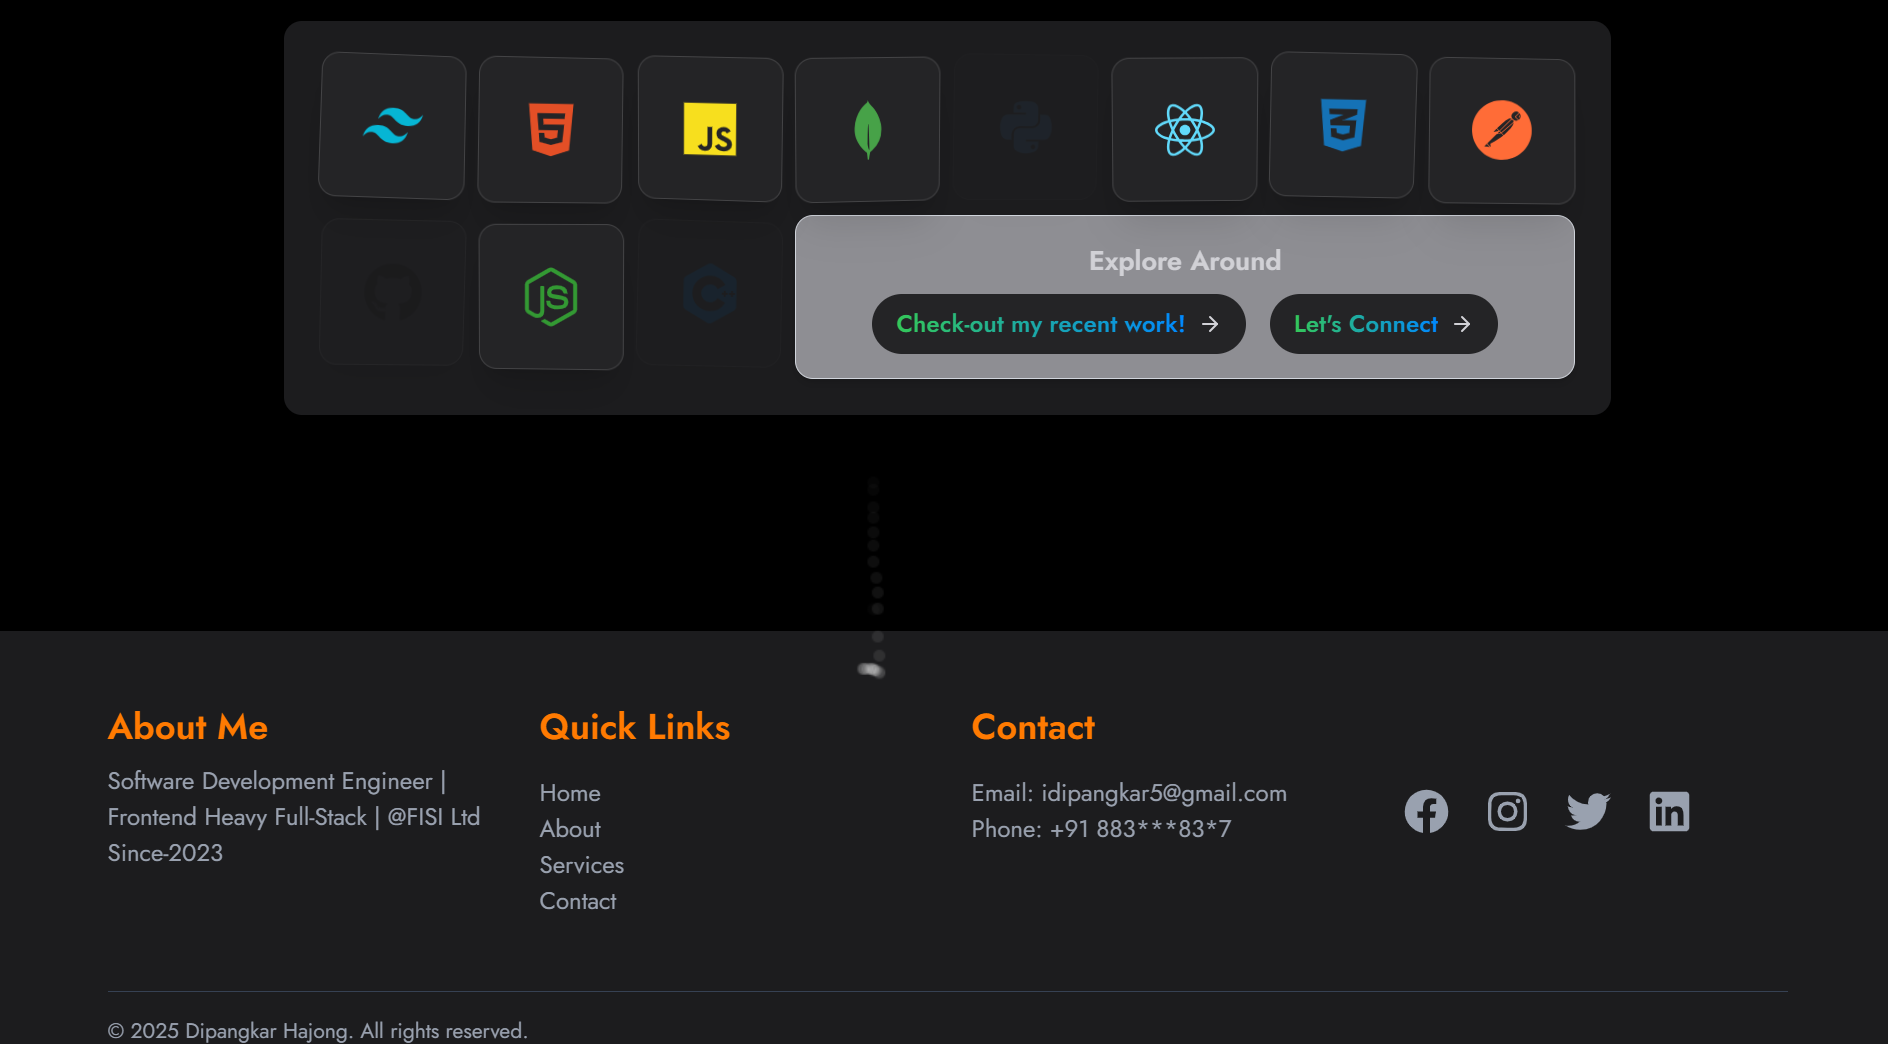 JS
JS
C
Explore Around
Check-out my recent work!
Let's Connect
About Me
Software Development Engineer |
Frontend Heavy Full-Stack | @FISI Ltd
Since-2023
Quick Links
Home
About
Services
Contact
Contact
Email: idipangkar5@gmail.com
Phone: +91 883***83*7
in
© 2025 Dipangkar Hajong. All rights reserved.